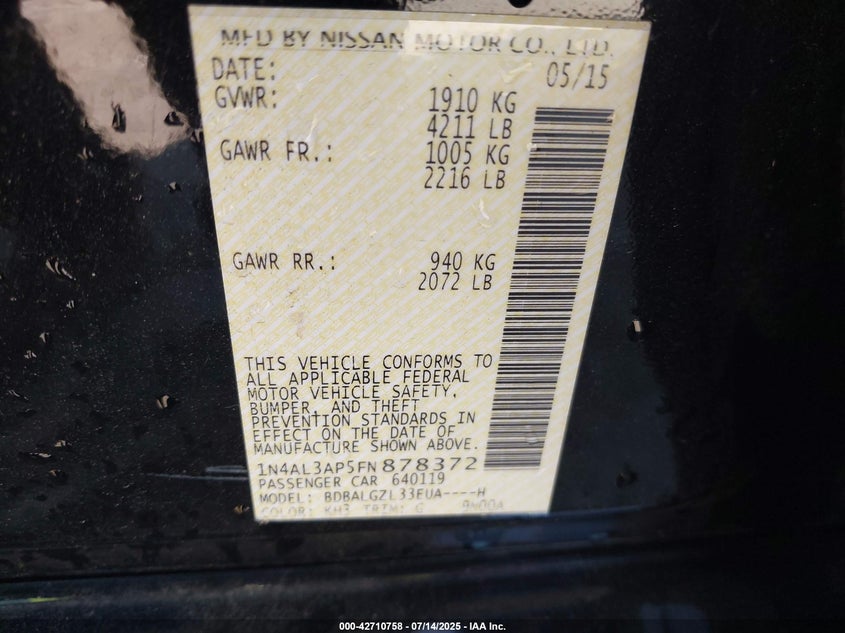 MFD BY NISSAN MOTOR CO., LTD.
DATE: 05/15
GVWR: 1910 KG
4211 LB
GAWR FR.: 1005 KG
2216 LB
GAWR RR.: 940 KG
2072 LB
THIS VEHICLE CONFORMS TO
ALL APPLICABLE FEDERAL
MOTOR VEHICLE SAFETY,
BUMPER, AND THEFT
PREVENTION STANDARDS IN
EFFECT ON THE DATE OF
MANUFACTURE SHOWN ABOVE.
1N4AL3AP5FN878372
PASSENGER CAR 640119
MODEL: BDBALGZL33EUA----H
COLOR: KH3 TRIM: G
000-42710758 - 07/14/2025 - IAA Inc.